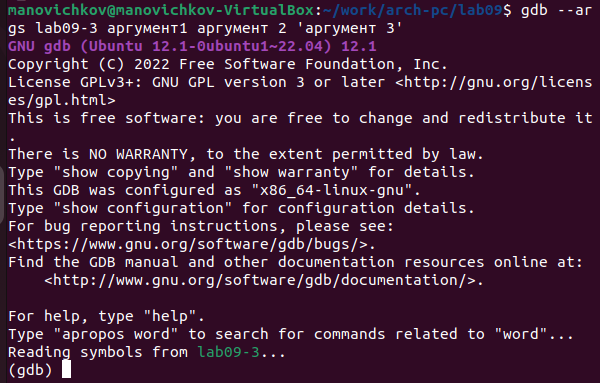 manovichkov@manovichkov-VirtualBox:~/work/arch-pc/lab09$ gdb --ar
gs lab09-3 аргумент1 аргумент 2 'аргумент 3'
GNU gdb (Ubuntu 12.1-0ubuntu1~22.04) 12.1
Copyright (C) 2022 Free Software Foundation, Inc.
License GPLv3+: GNU GPL version 3 or later <http://gnu.org/licens
es/gpl.html>
This is free software: you are free to change and redistribute it
.
There is NO WARRANTY, to the extent permitted by law.
Type "show copying" and "show warranty" for details.
This GDB was configured as "x86_64-linux-gnu".
Type "show configuration" for configuration details.
For bug reporting instructions, please see:
<https://www.gnu.org/software/gdb/bugs/>.
Find the GDB manual and other documentation resources online at:
    <http://www.gnu.org/software/gdb/documentation/>.

For help, type "help".
Type "apropos word" to search for commands related to "word"...
Reading symbols from lab09-3...
(gdb)